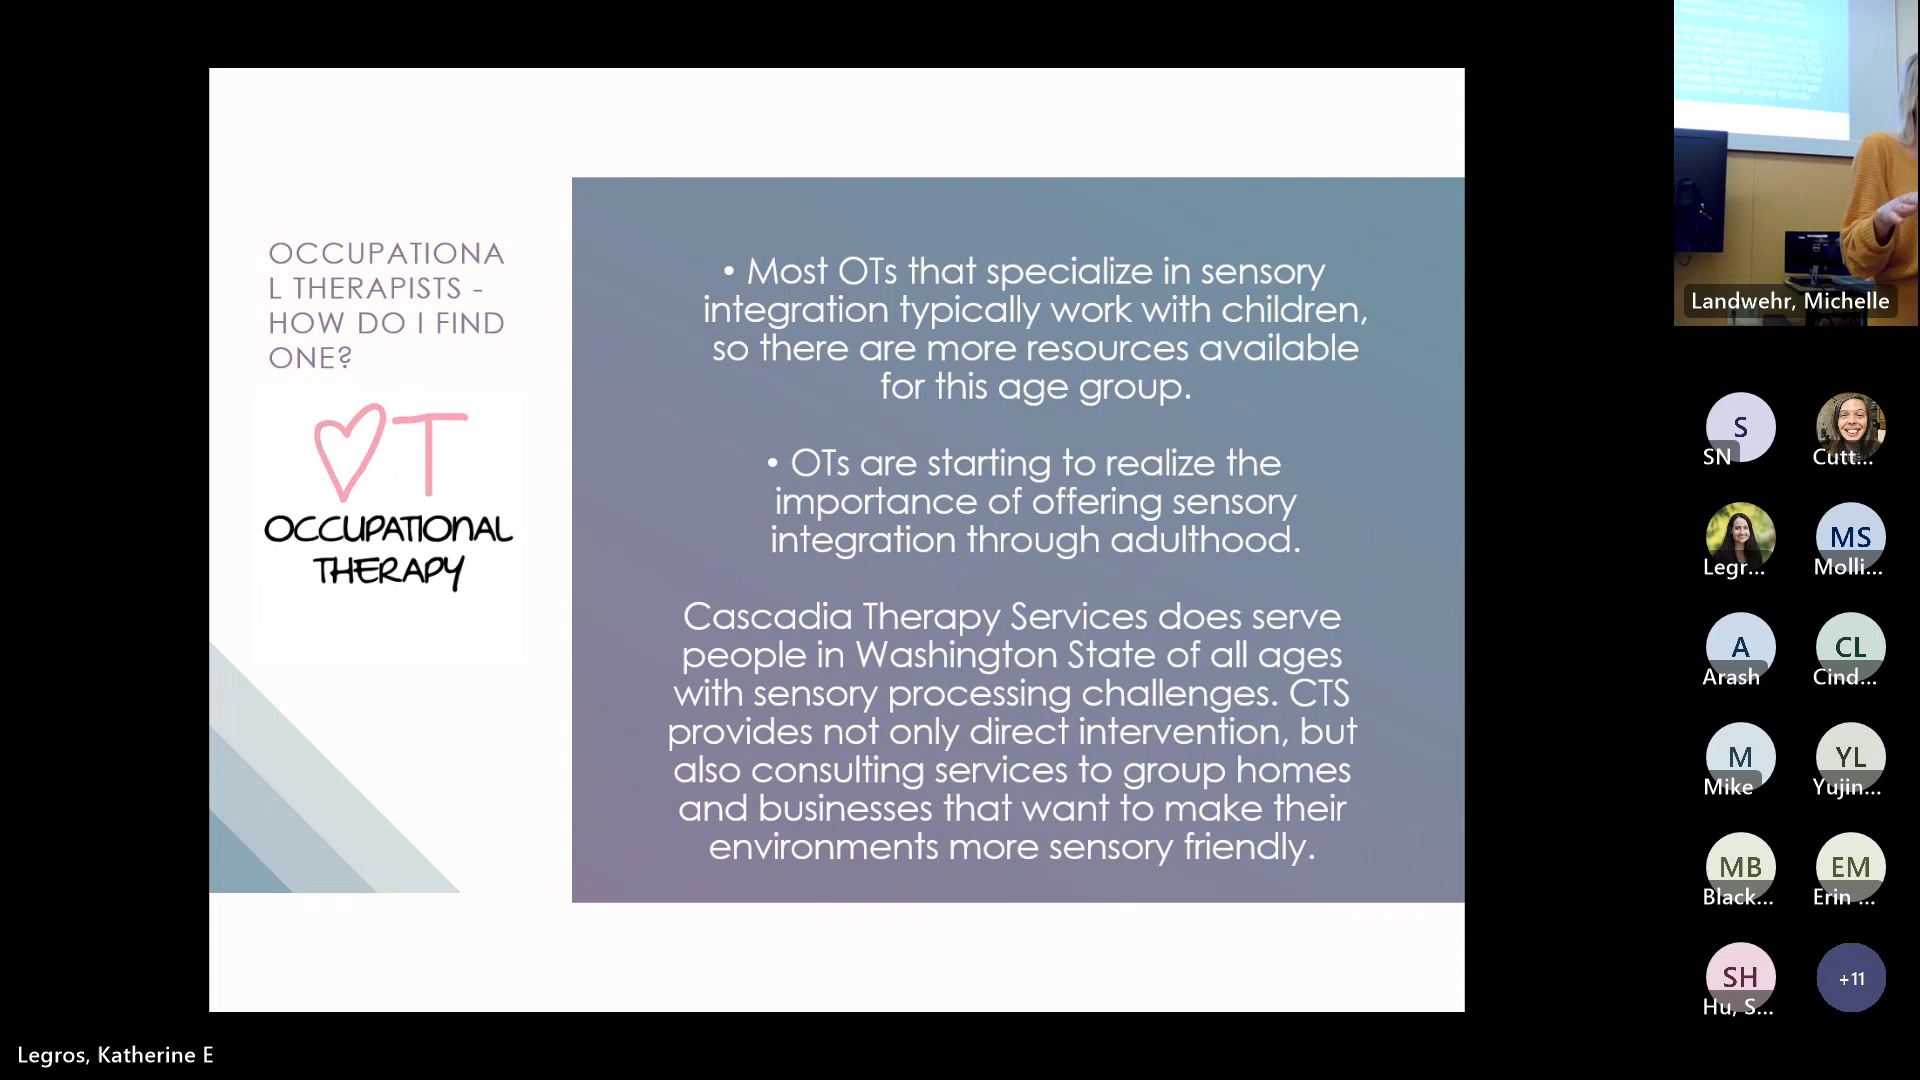 OCCUPATIONA
L THERAPISTS -
HOW DO I FIND
ONE?
OT
OCCUPATIONAL
THERAPY
• Most OTs that specialize in sensory
integration typically work with children,
so there are more resources available
for this age group.
• OTs are starting to realize the
importance of offering sensory
integration through adulthood.
Cascadia Therapy Services does serve
people in Washington State of all ages
with sensory processing challenges. CTS
provides not only direct intervention, but
also consulting services to group homes
and businesses that want to make their
environments more sensory friendly.
Landwehr, Michelle
S
SN
Cutt...
Legr...
MS
Molli...
A
Arash
CL
Cind...
M
Mike
YL
Yujin...
MB
Black...
EM
Erin ...
SH
Hu, S...
+11
Legros, Katherine E